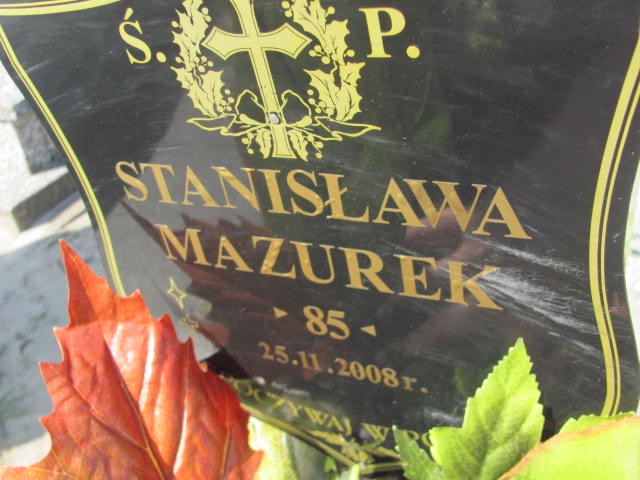 Ś. P.
STANISŁAWA
MAZUREK
85
25.11.2008 r.